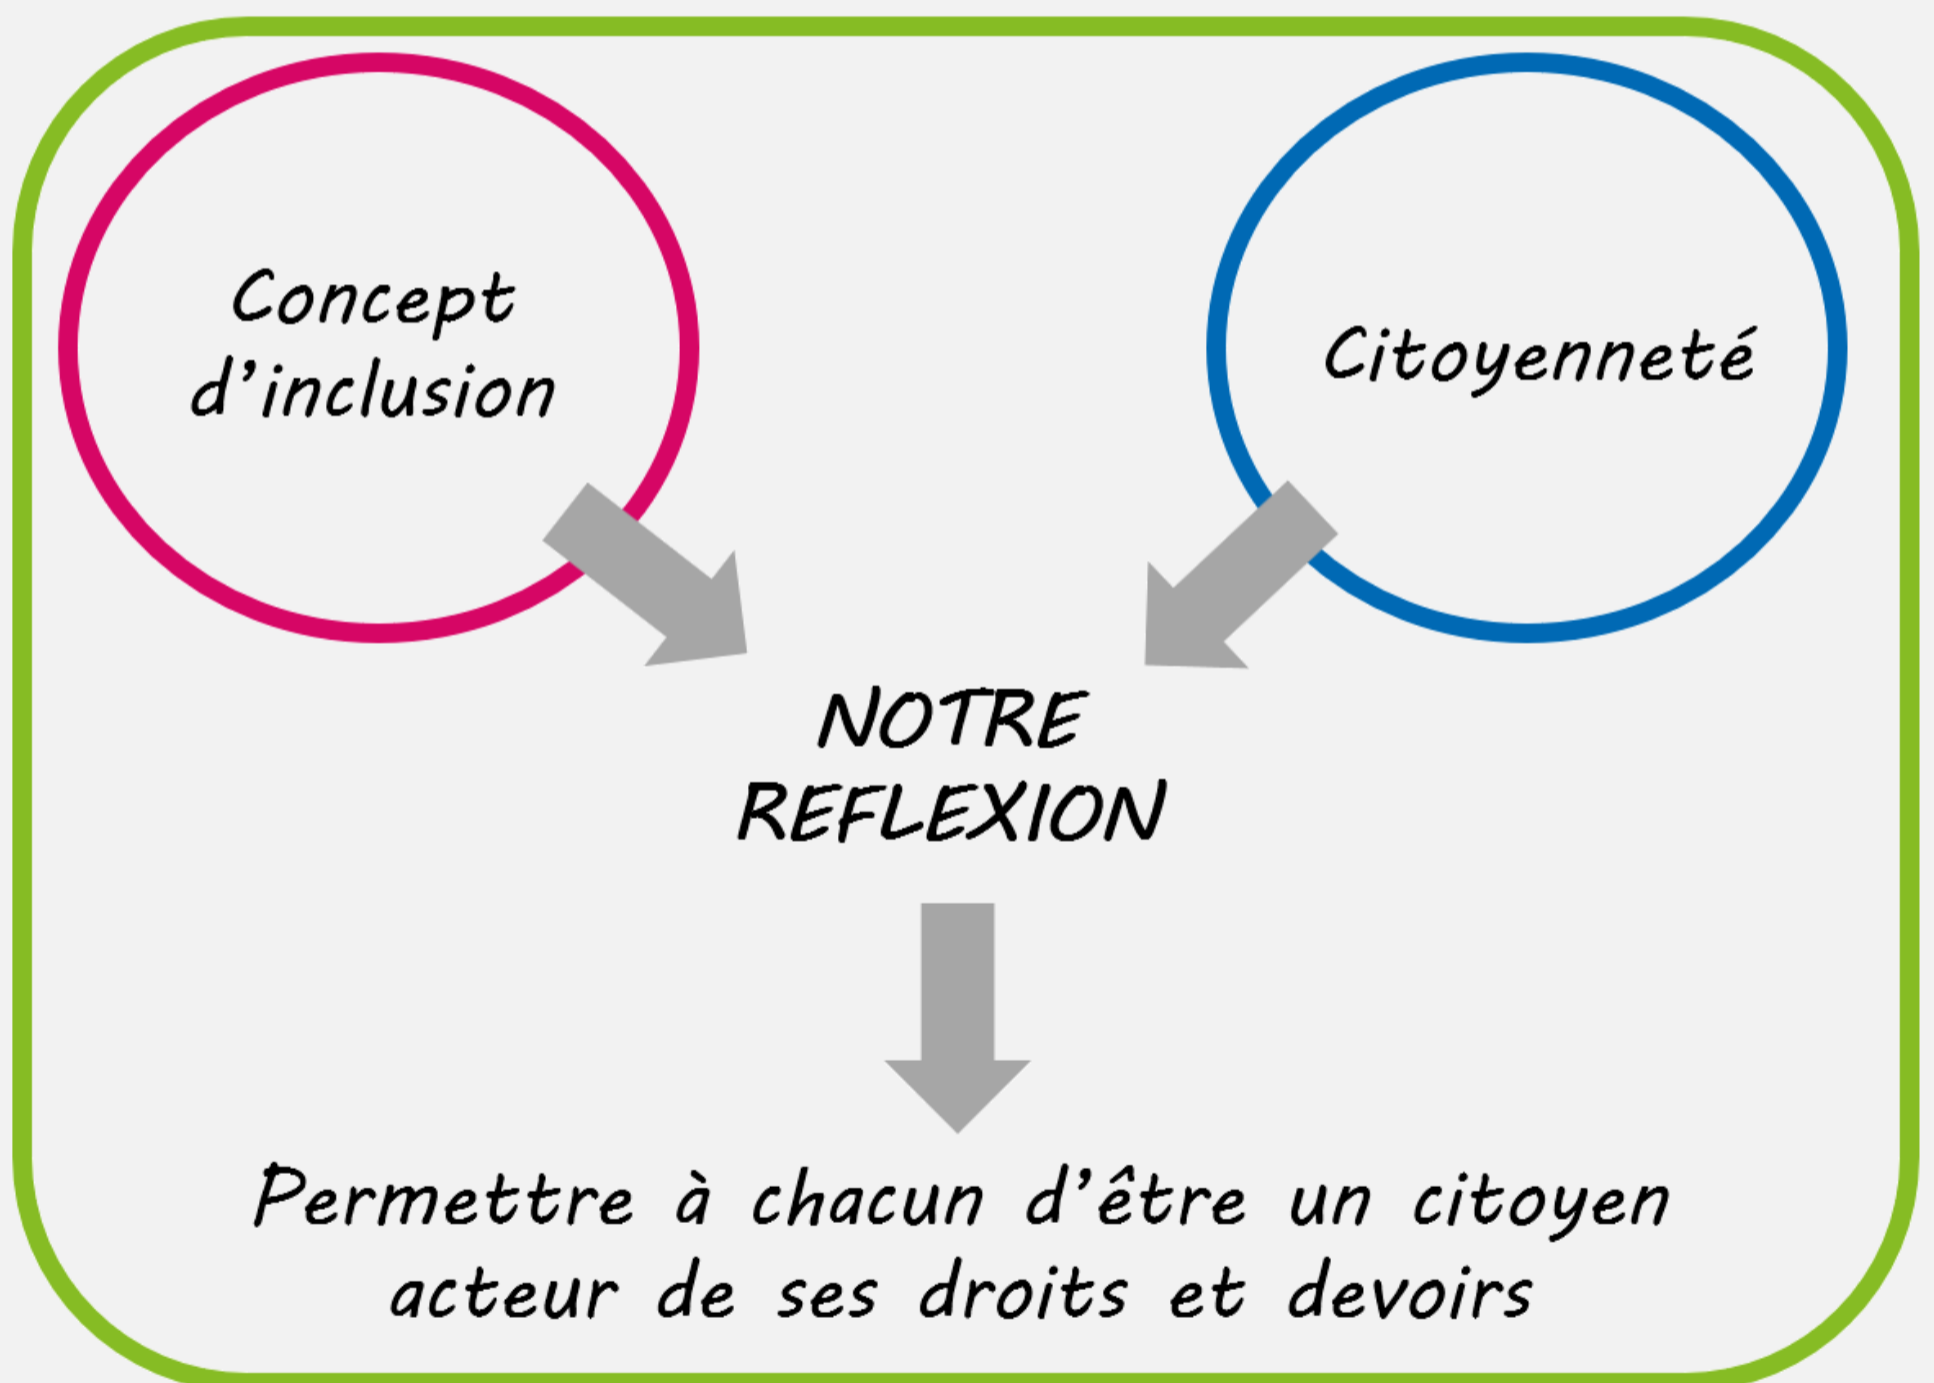 Concept
d'inclusion
Citoyenneté
NOTRE
REFLEXION
Permettre à chacun d'être un citoyen
acteur de ses droits et devoirs